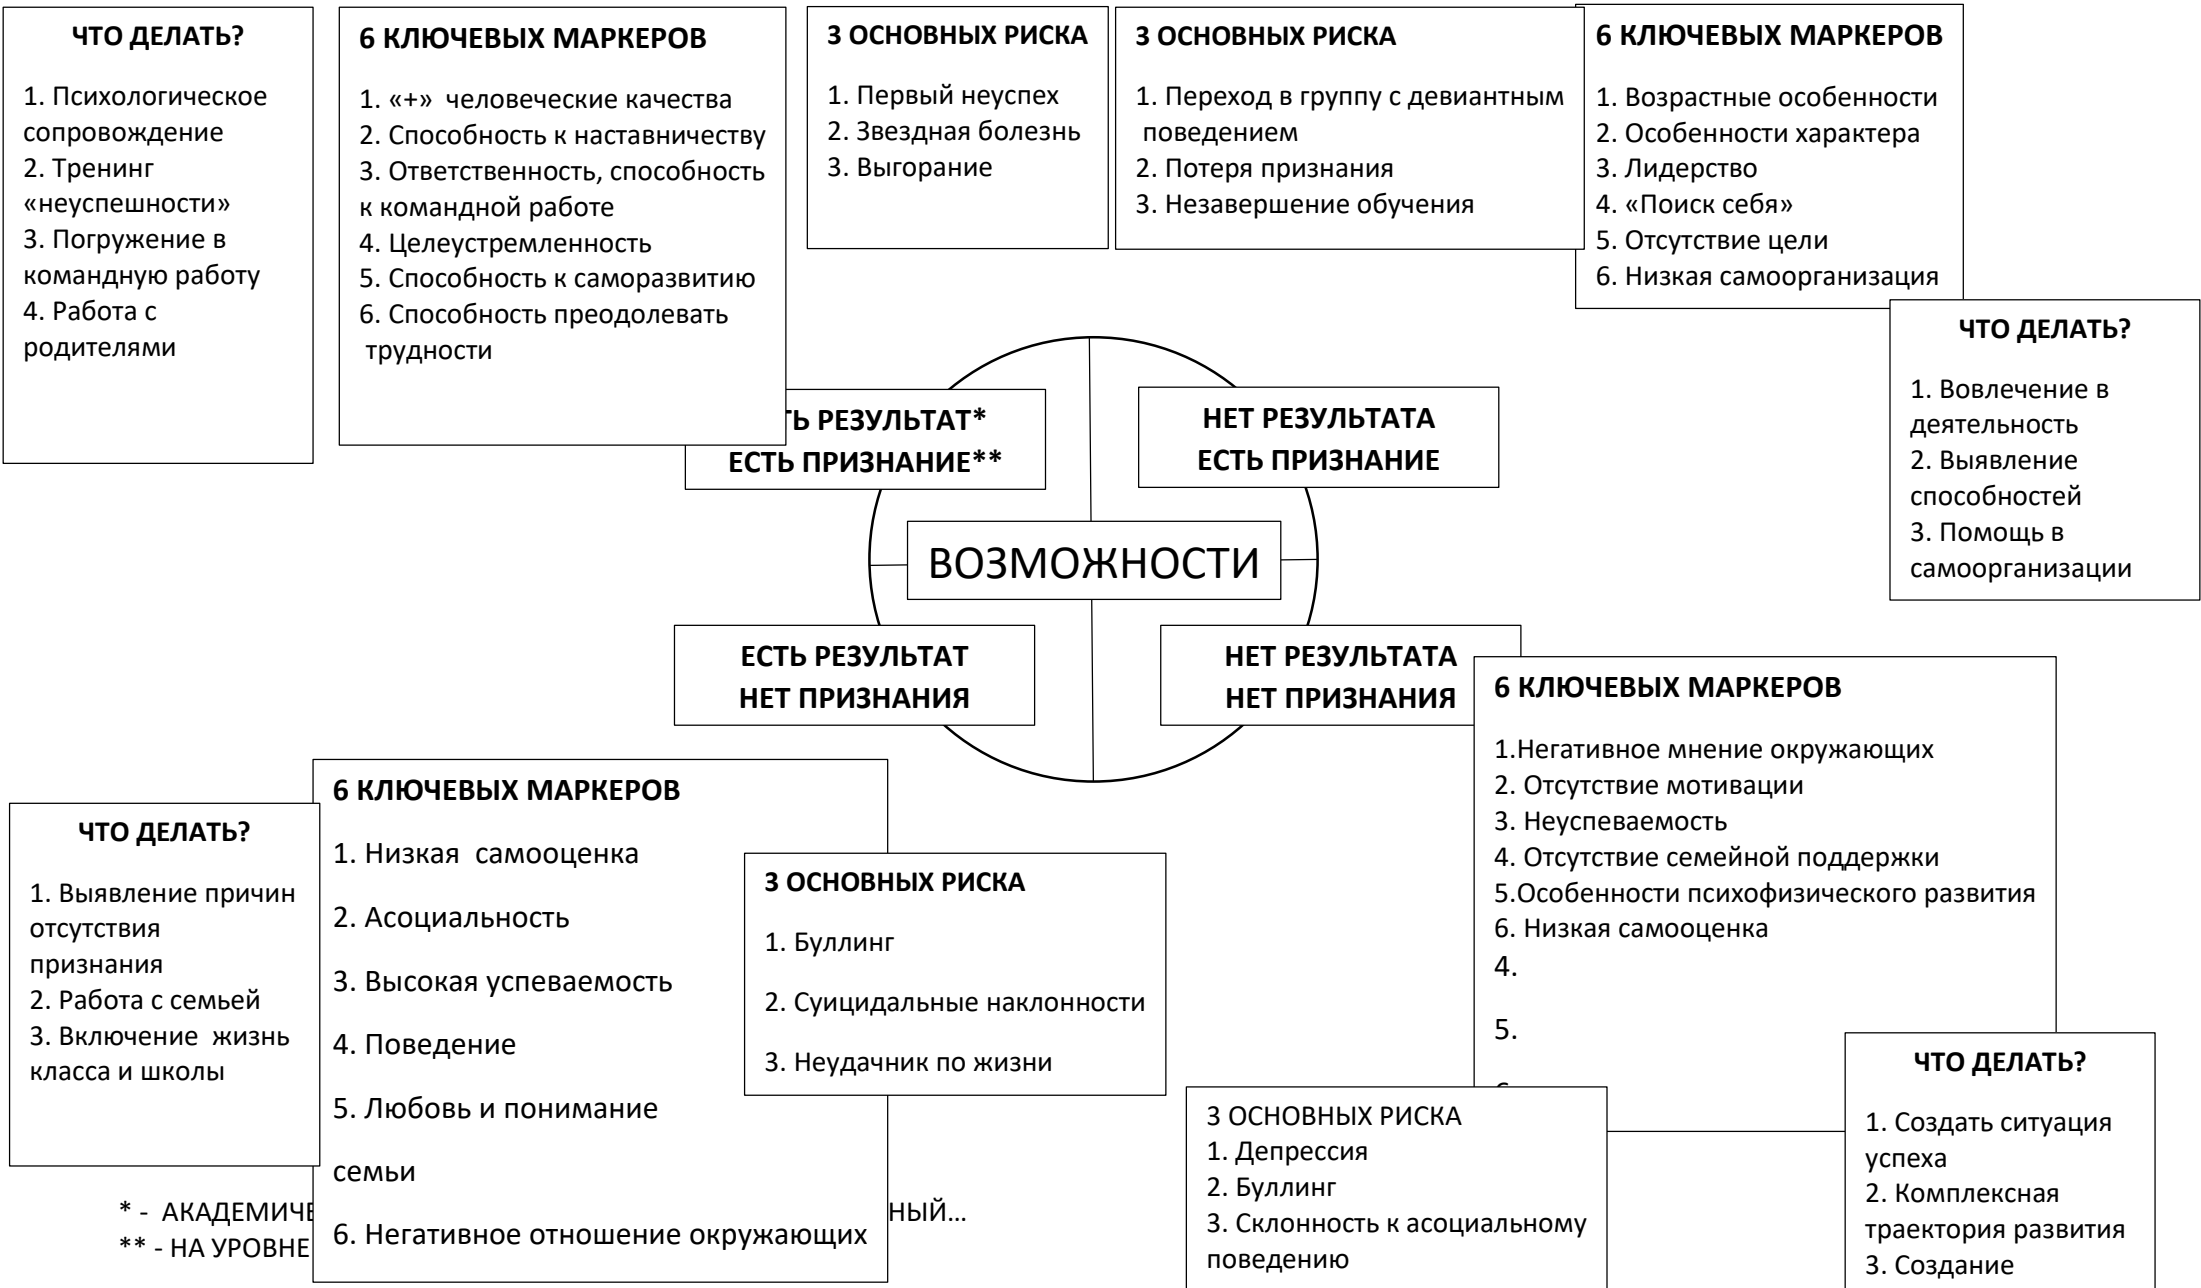 ЧТО ДЕЛАТЬ?
1. Психологическое
сопровождение
2. Тренинг
«неуспешности»
3. Погружение в
командную работу
4. Работа с
родителями
6 КЛЮЧЕВЫХ МАРКЕРОВ
1. «+»  человеческие качества
2. Способность к наставничеству
3. Ответственность, способность
к командной работе
4. Целеустремленность
5. Способность к саморазвитию
6. Способность преодолевать
трудности
3 ОСНОВНЫХ РИСКА
1. Первый неуспех
2. Звездная болезнь
3. Выгорание
3 ОСНОВНЫХ РИСКА
1. Переход в группу с девиантным
поведением
2. Потеря признания
3. Незавершение обучения
6 КЛЮЧЕВЫХ МАРКЕРОВ
1. Возрастные особенности
2. Особенности характера
3. Лидерство
4. «Поиск себя»
5. Отсутствие цели
6. Низкая самоорганизация
ЧТО ДЕЛАТЬ?
1. Вовлечение в
деятельность
2. Выявление
способностей
3. Помощь в
самоорганизации
РЕЗУЛЬТАТ*
ЕСТЬ ПРИЗНАНИЕ**
НЕТ РЕЗУЛЬТАТА
ЕСТЬ ПРИЗНАНИЕ
ВОЗМОЖНОСТИ
ЕСТЬ РЕЗУЛЬТАТ
НЕТ ПРИЗНАНИЯ
НЕТ РЕЗУЛЬТАТА
НЕТ ПРИЗНАНИЯ
ЧТО ДЕЛАТЬ?
1. Выявление причин
отсутствия
признания
2. Работа с семьей
3. Включение  жизнь
класса и школы
6 КЛЮЧЕВЫХ МАРКЕРОВ
1. Низкая  самооценка
2. Асоциальность
3. Высокая успеваемость
4. Поведение
5. Любовь и понимание
семьи
6. Негативное отношение окружающих
3 ОСНОВНЫХ РИСКА
1. Буллинг
2. Суицидальные наклонности
3. Неудачник по жизни
6 КЛЮЧЕВЫХ МАРКЕРОВ
1.Негативное мнение окружающих
2. Отсутствие мотивации
3. Неуспеваемость
4. Отсутствие семейной поддержки
5.Особенности психофизического развития
6. Низкая самооценка
4.
5.
3 ОСНОВНЫХ РИСКА
1. Депрессия
2. Буллинг
3. Склонность к асоциальному
поведению
ЧТО ДЕЛАТЬ?
1. Создать ситуация
успеха
2. Комплексная
траектория развития
3. Создание
* -  АКАДЕМИЧЕ НЫЙ...
** - НА УРОВНЕ